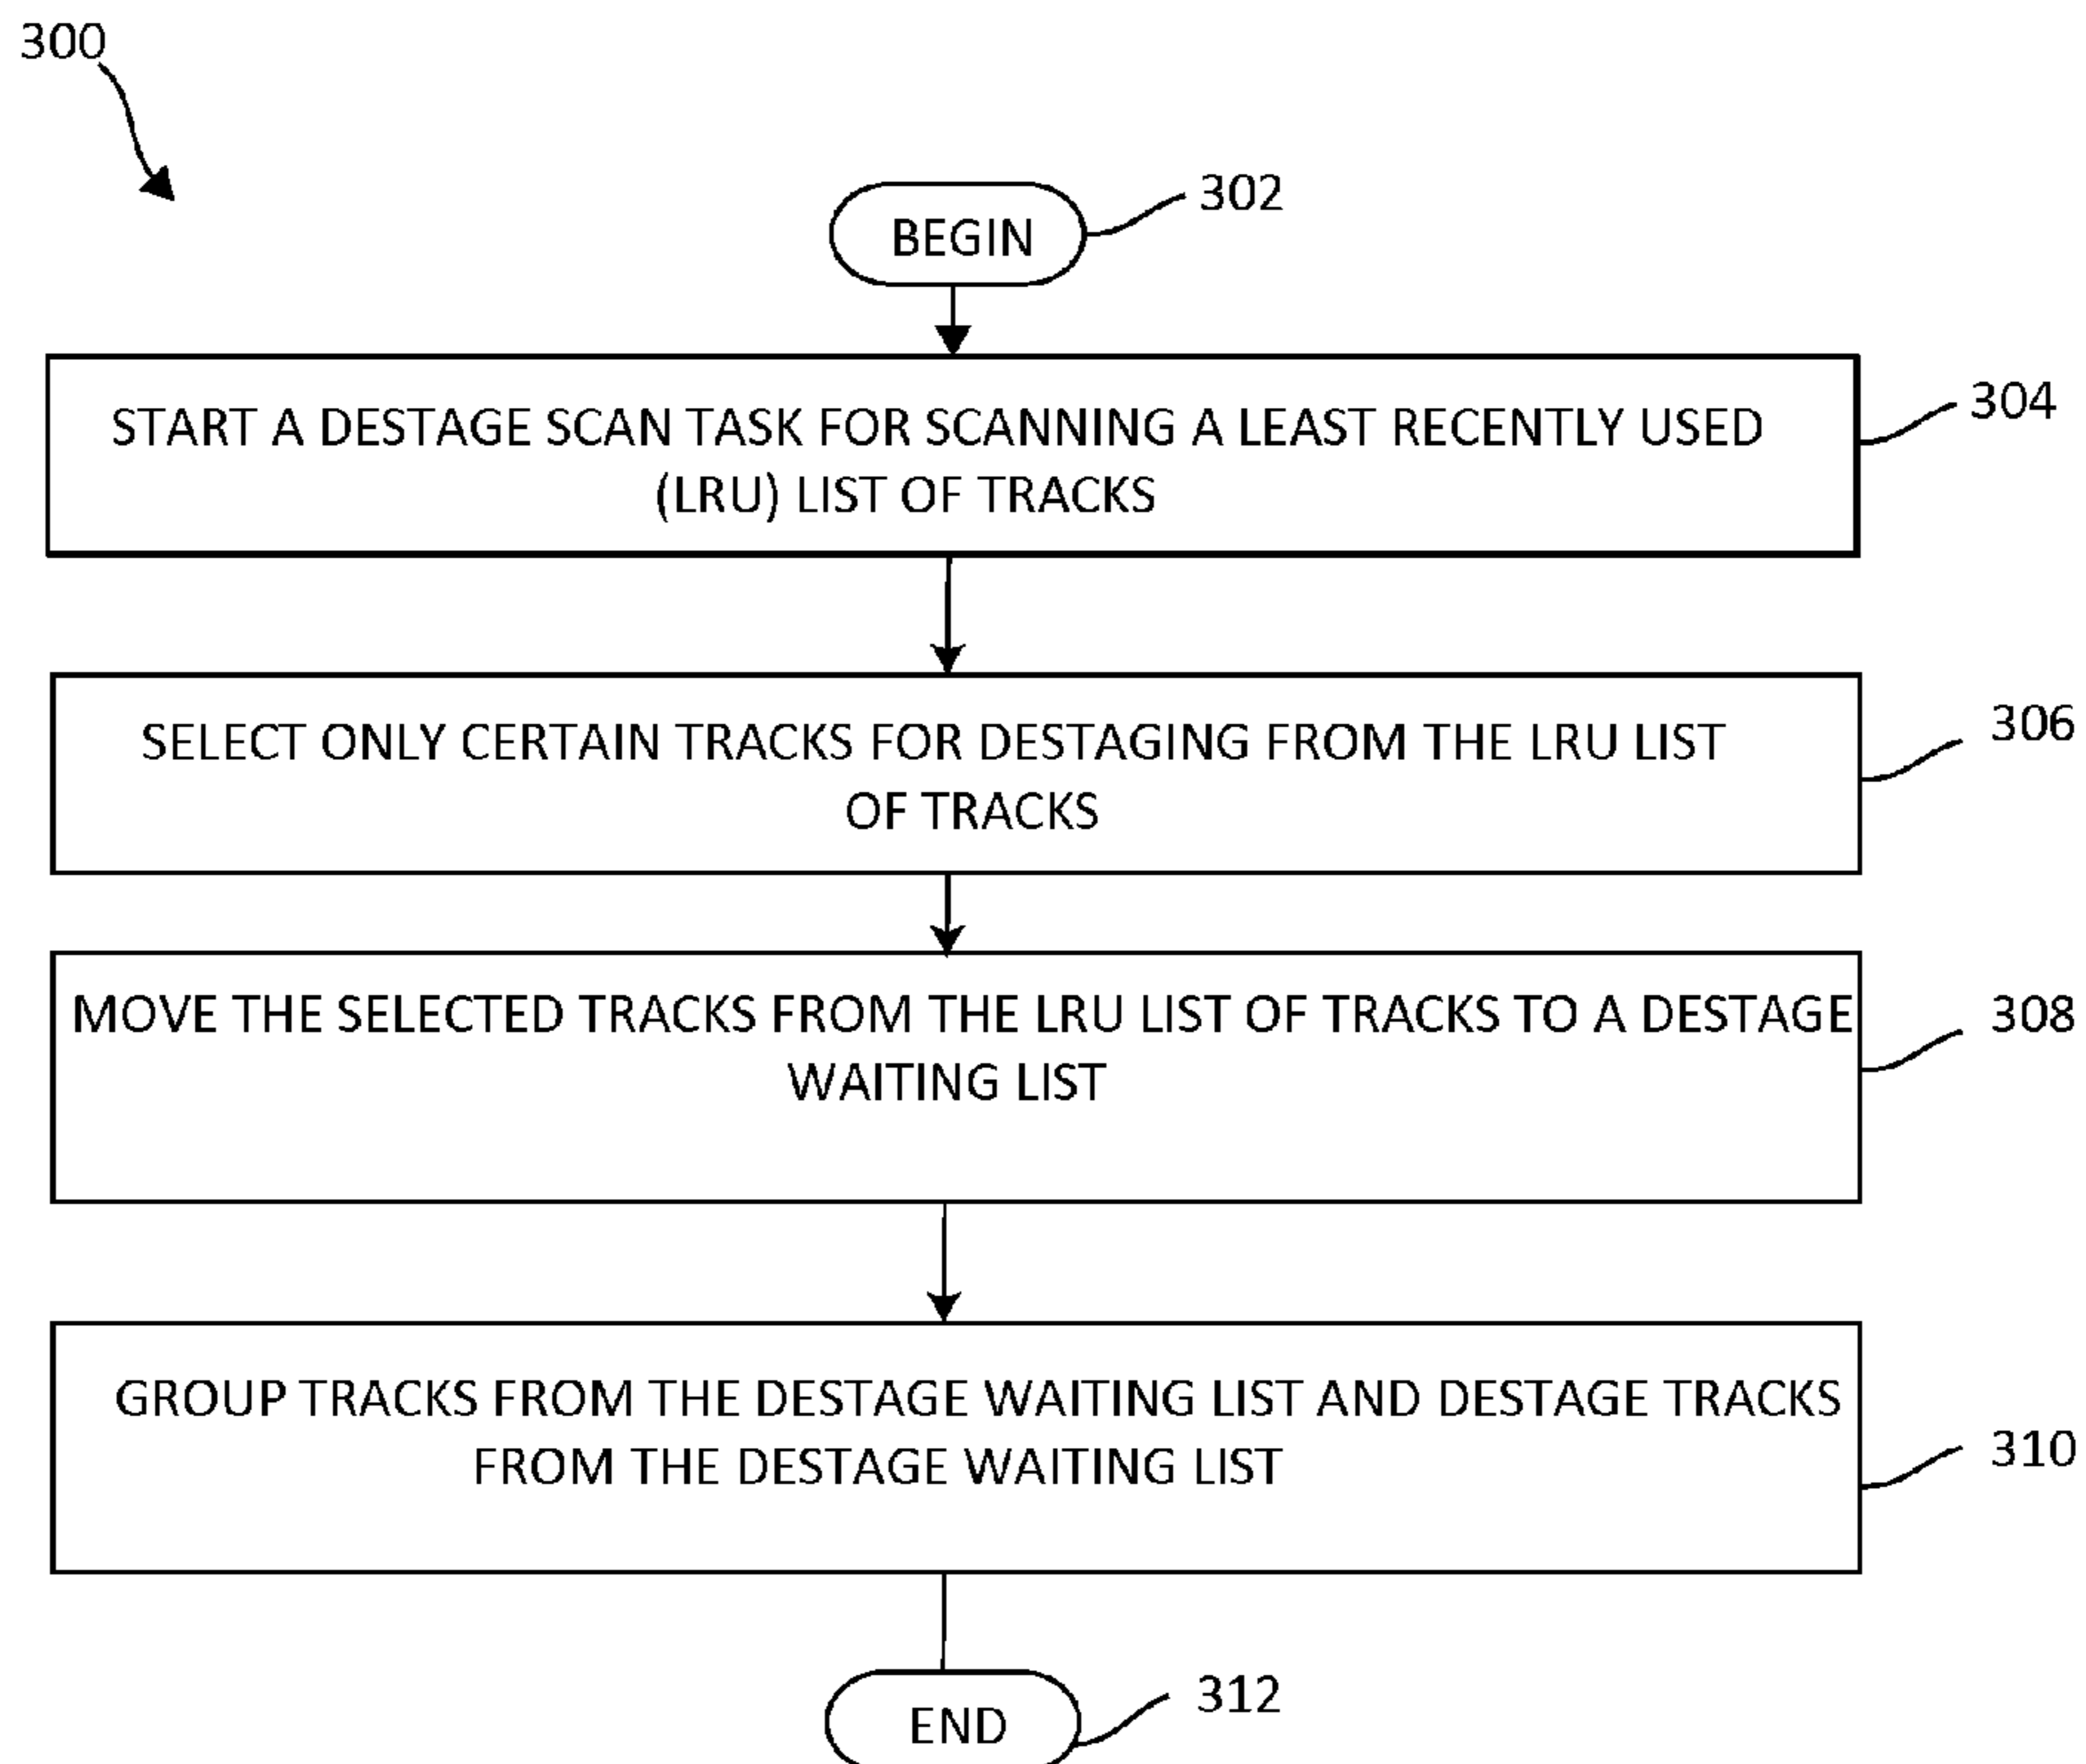 300
BEGIN
302
START A DESTAGE SCAN TASK FOR SCANNING A LEAST RECENTLY USED
(LRU) LIST OF TRACKS
304
SELECT ONLY CERTAIN TRACKS FOR DESTAGING FROM THE LRU LIST
OF TRACKS
306
MOVE THE SELECTED TRACKS FROM THE LRU LIST OF TRACKS TO A DESTAGE
WAITING LIST
308
GROUP TRACKS FROM THE DESTAGE WAITING LIST AND DESTAGE TRACKS
FROM THE DESTAGE WAITING LIST
310
END
312